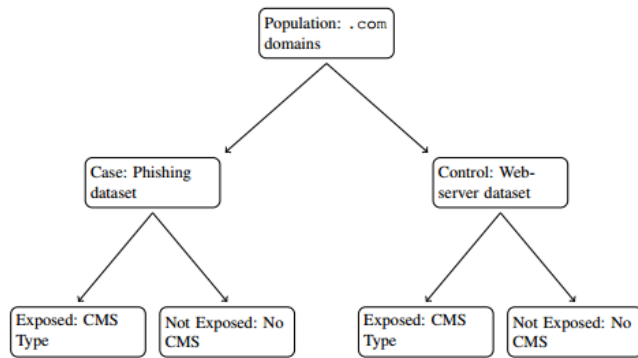 Population: .com
domains
Case: Phishing
dataset
Control: Web-
server dataset
Exposed: CMS
Type
Not Exposed: No
CMS
Exposed: CMS
Type
Not Exposed: No
CMS